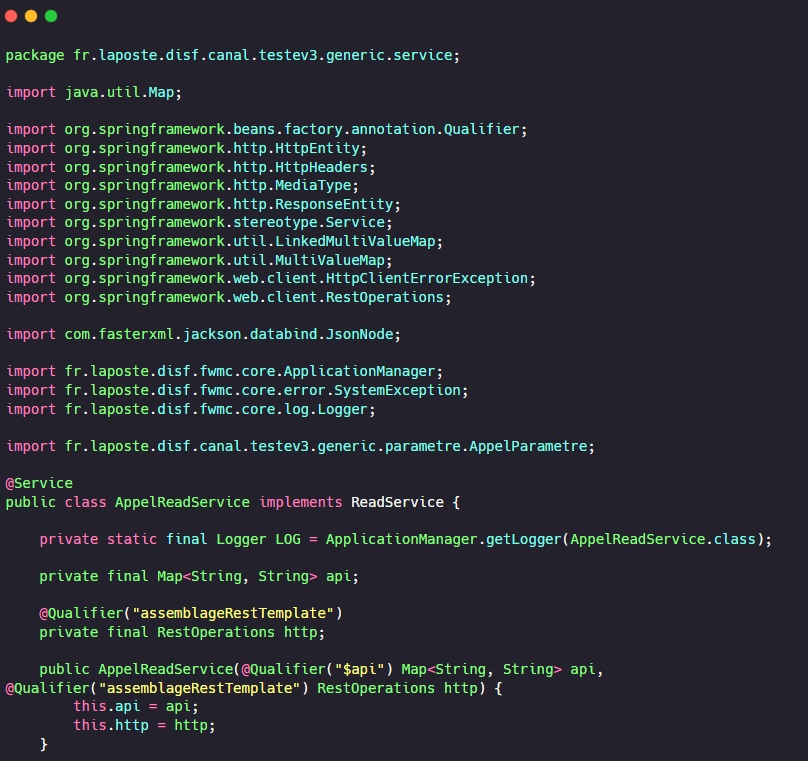 package fr.laposte.disf.canal.testev3.generic.service;
import java.util.Map;
import org.springframework.beans.factory.annotation.Qualifier;
import org.springframework.http.HttpEntity;
import org.springframework.http.HttpHeaders;
import org.springframework.http.MediaType;
import org.springframework.http.ResponseEntity;
import org.springframework.stereotype.Service;
import org.springframework.util.LinkedMultiValueMap;
import org.springframework.util.MultiValueMap;
import org.springframework.web.client.HttpClientErrorException;
import org.springframework.web.client.RestOperations;
import com.fasterxml.jackson.databind.JsonNode;
import fr.laposte.disf.fwmc.core.ApplicationManager;
import fr.laposte.disf.fwmc.core.error.SystemException;
import fr.laposte.disf.fwmc.core.log.Logger;
import fr.laposte.disf.canal.testev3.generic.parametre.AppelParametre;
@Service
public class AppelReadService implements ReadService {
    private static final Logger LOG = ApplicationManager.getLogger(AppelReadService.class);
    private final Map<String, String> api;
    @Qualifier("assemblageRestTemplate")
    private final RestOperations http;
    public AppelReadService(@Qualifier("$api") Map<String, String> api,
@Qualifier("assemblageRestTemplate") RestOperations http) {
        this.api = api;
        this.http = http;
    }